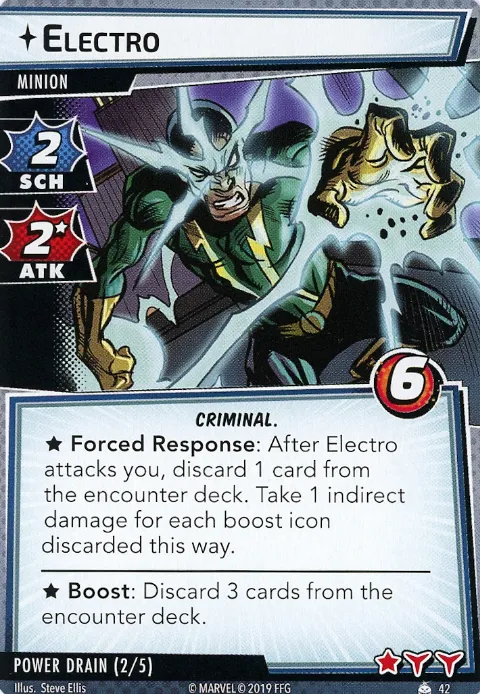 ELECTRO
MINION
2
SCH
2★
ATK
6
CRIMINAL.
★ Forced Response: After Electro
attacks you, discard 1 card from
the encounter deck. Take 1 indirect
damage for each boost icon
discarded this way.
★ Boost: Discard 3 cards from the
encounter deck.
POWER DRAIN (2/5)
Illus. Steve Ellis © MARVEL © 2019 FFG 42